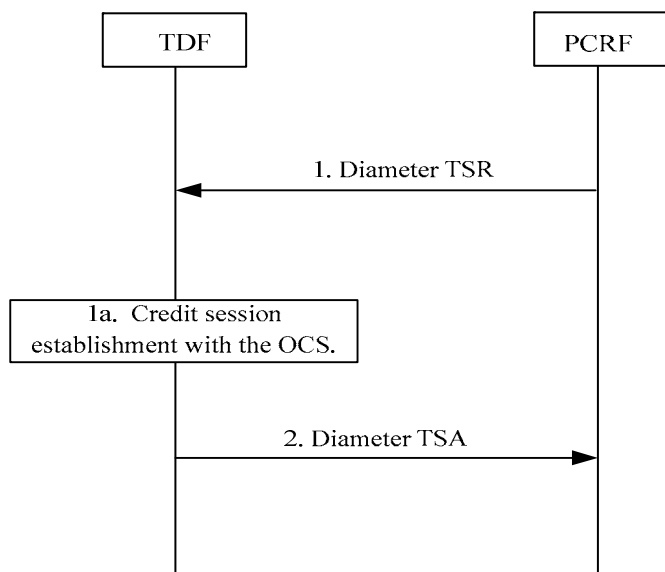 TDF
PCRF
1. Diameter TSR
1a. Credit session
establishment with the OCS.
2. Diameter TSA